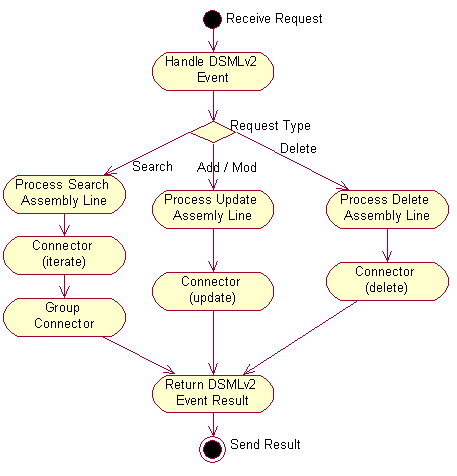 Receive Request
Handle DSMLv2
Event
Request Type
Search
Add / Mod
Delete
Process Search
Assembly Line
Process Update
Assemly Line
Process Delete
Assembly Line
Connector
(iterate)
Connector
(update)
Connector
(delete)
Group
Connector
Return DSMLv2
Event Result
Send Result